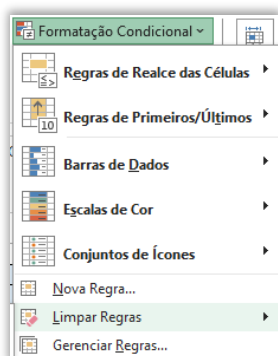 Formatação Condicional
Regras de Realce das Células
Regras de Primeiros/Últimos
10
Barras de Dados
Escalas de Cor
Conjuntos de Ícones
Nova Regra...
Limpar Regras
Gerenciar Regras...